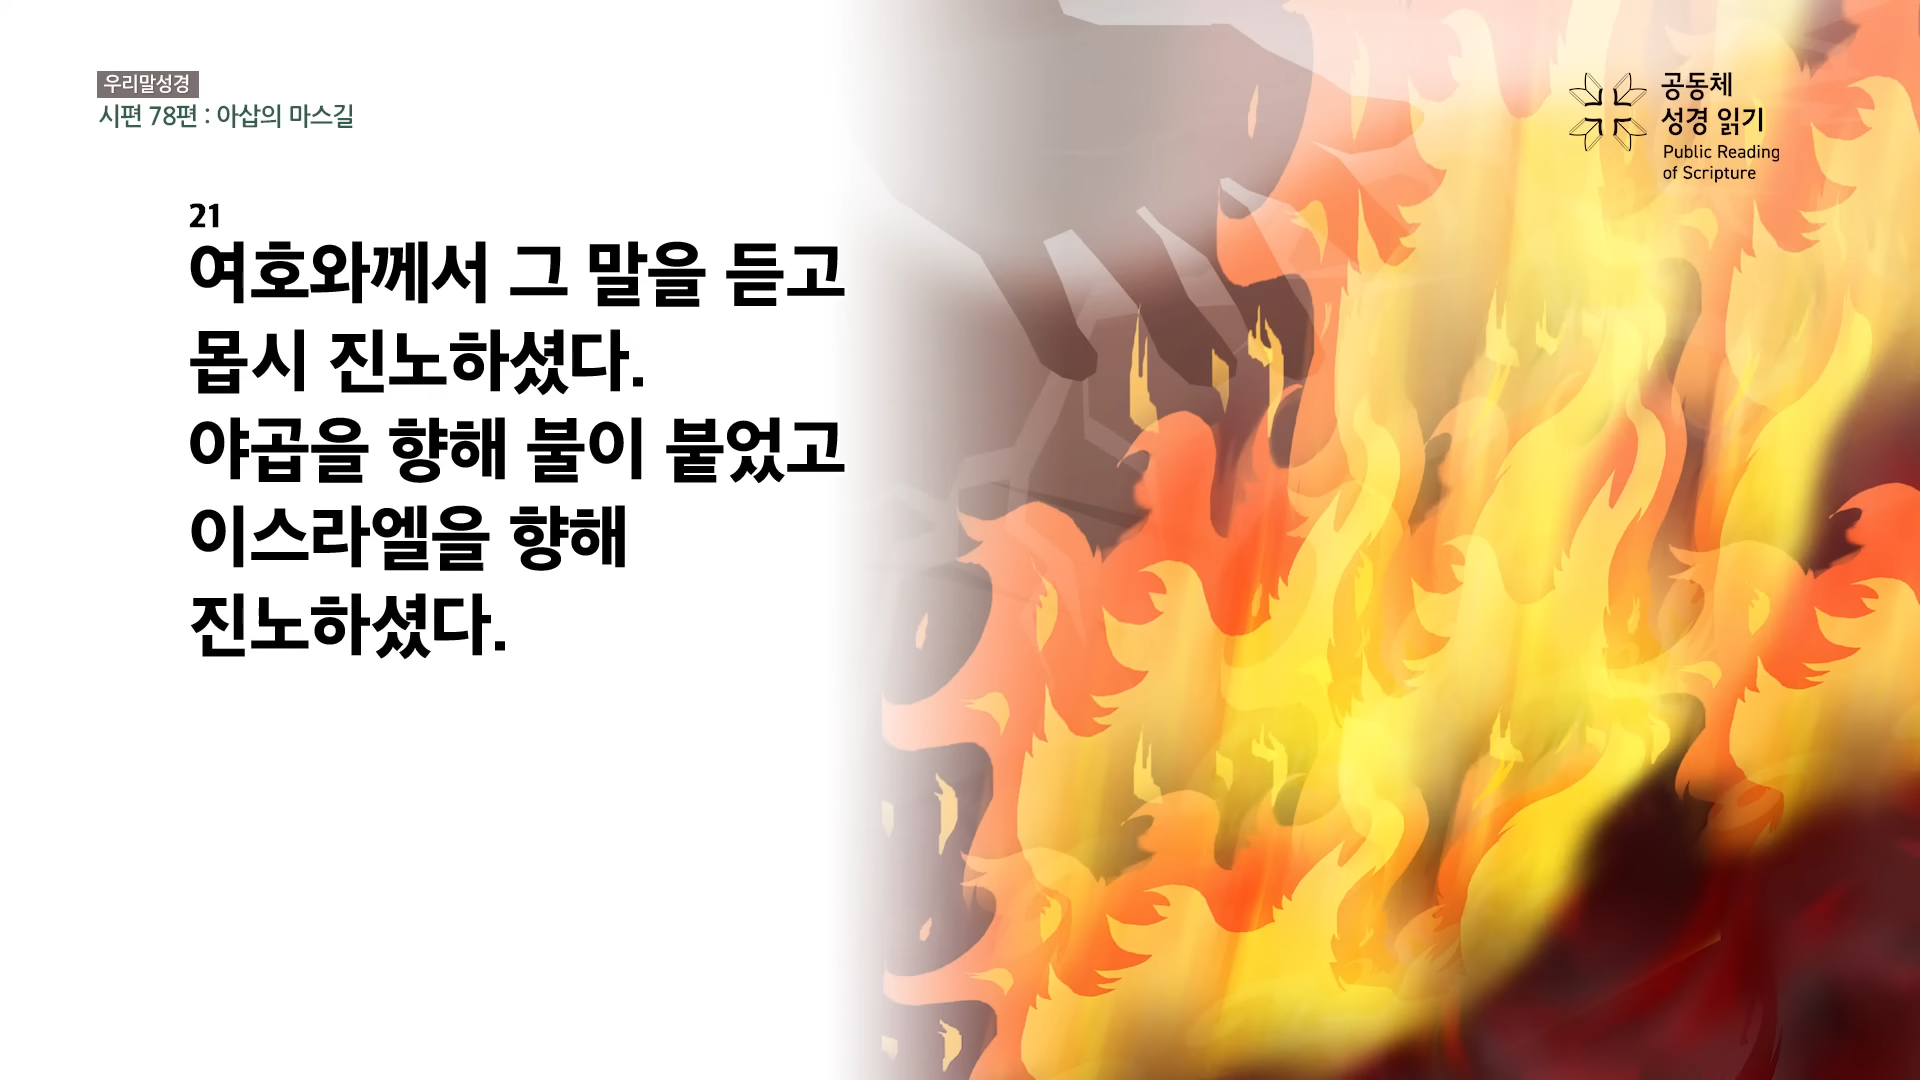 우리말성경
시편 78편 : 아삽의 마스길
공동체
성경 읽기
Public Reading
of Scripture
21
여호와께서 그 말을 듣고
몹시 진노하셨다.
야곱을 향해 불이 붙었고
이스라엘을 향해
진노하셨다.